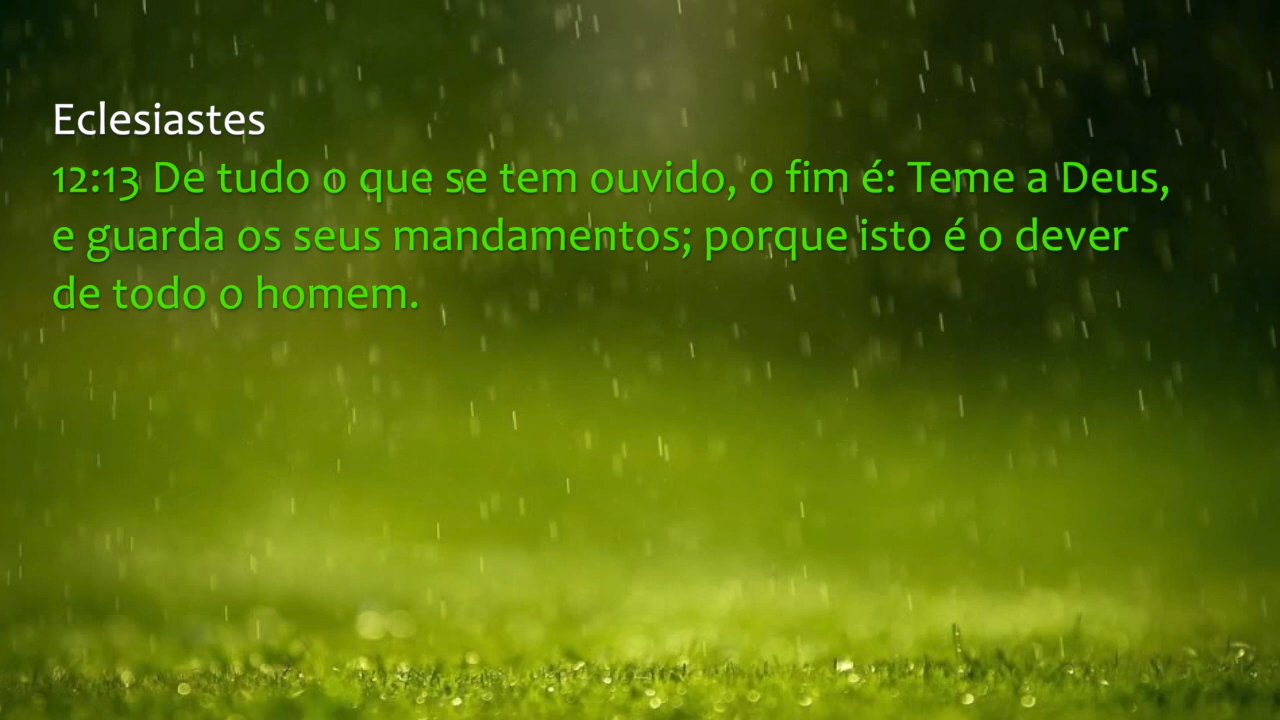 Eclesiastes
12:13 De tudo o que se tem ouvido, o fim é: Teme a Deus,
e guarda os seus mandamentos; porque isto é o dever
de todo o homem.